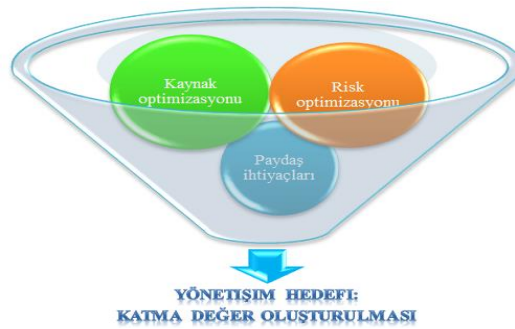 Kaynak
optimizasyonu
Risk
optimizasyonu
Paydaş
ihtiyaçları
YÖNETIŞIM HEDEFI:
KATMA DEĞER OLUŞTURULMASI